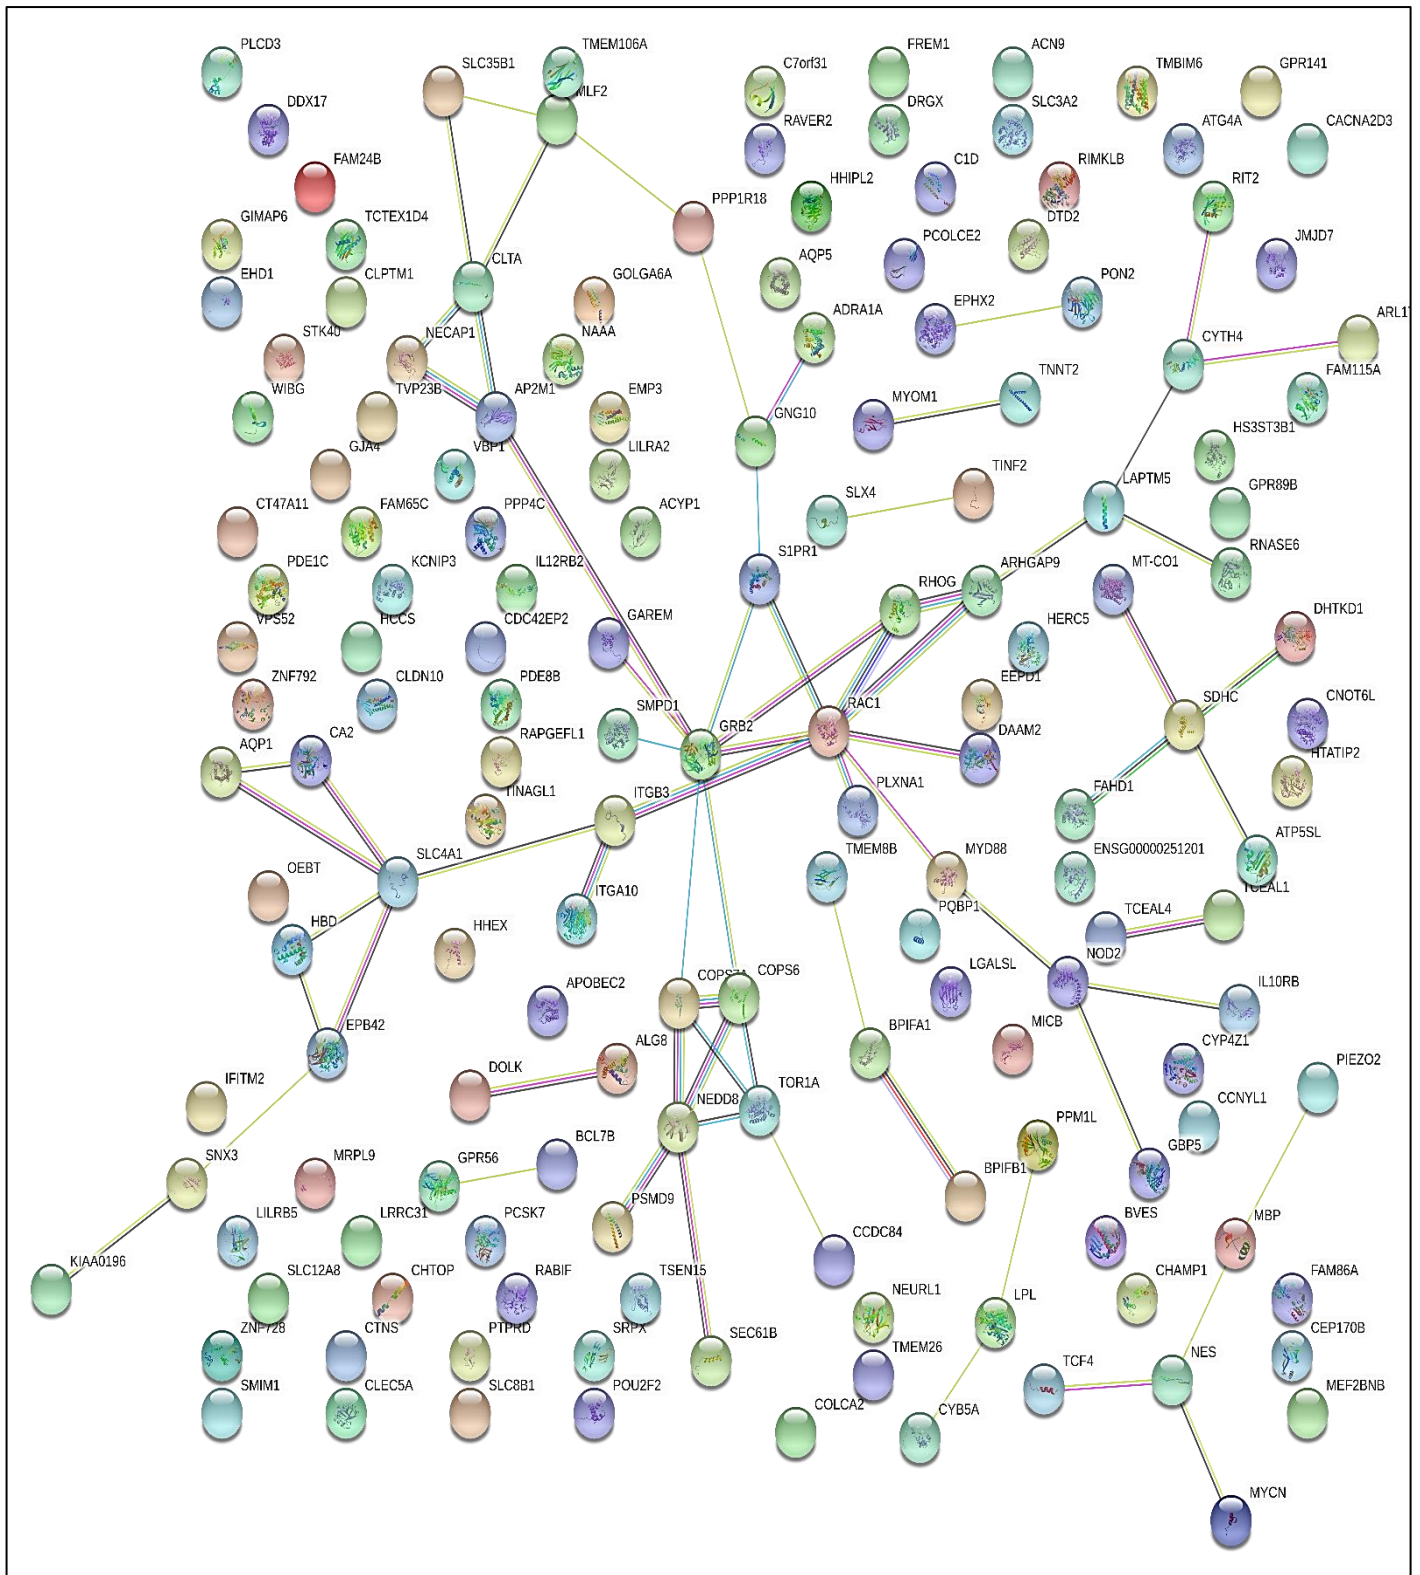 PLCD3
SLC35B1
TMEM106A
C7orf31
FREM1
ACN9
TMBIM6
GPR141
DDX17
MLF2
RAVER2
DRGX
SLC3A2
ATG4A
CACNA2D3
FAM24B
PPP1R18
HHIPL2
C1D
RIMKLB
RIT2
GIMAP6
TCTEX1D4
CLTA
AQP5
PCOLCE2
DTD2
JMJD7
EHD1
CLPTM1
GOLGA6A
ADRA1A
EPHX2
PON2
STK40
NECAP1
NAAA
CYTH4
ARL17
WIBG
TVP23B
AP2M1
EMP3
GNG10
MYOM1
TNNT2
FAM115A
GJA4
VBP1
LILRA2
SLX4
TINF2
LAPTM5
HS3ST3B1
CT47A11
FAM65C
PPP4C
ACYP1
GPR89B
PDE1C
KCNIP3
IL12RB2
S1PR1
RHOG
ARHGAP9
MT-CO1
RNASE6
VPS52
HCCS
CDC42EP2
GAREM
HERC5
DHTKD1
ZNF792
CLDN10
PDE8B
SMPD1
GRB2
RAC1
EEPD1
SDHC
CNOT6L
AQP1
CA2
RAPGEFL1
DAAM2
HTATIP2
TINAGL1
ITGB3
PLXNA1
FAHD1
ATP5SL
SLC4A1
TMEM8B
MYD88
ENSG00000251201
OEBT
ITGA10
PQBP1
TCEAL4
TCEAL1
HBD
HHEX
COPS7A
COPS6
LGALSL
NOD2
IL10RB
EPB42
APOBEC2
BPIFA1
MICB
CYP4Z1
PIEZO2
IFITM2
DOLK
ALG8
NEDD8
TOR1A
PPM1L
CCNYL1
SNX3
MRPL9
GPR56
BCL7B
BPIFB1
GBP5
LILRB5
LRRC31
PCSK7
PSMD9
CCDC84
BVES
MBP
KIAA0196
SLC12A8
CHTOP
RABIF
TSEN15
NEURL1
LPL
CHAMP1
FAM86A
ZNF728
CTNS
PTPRD
SRPX
SEC61B
TMEM26
TCF4
NES
CEP170B
SMIM1
CLEC5A
SLC8B1
POU2F2
COLCA2
CYB5A
MEF2BNB
MYCN